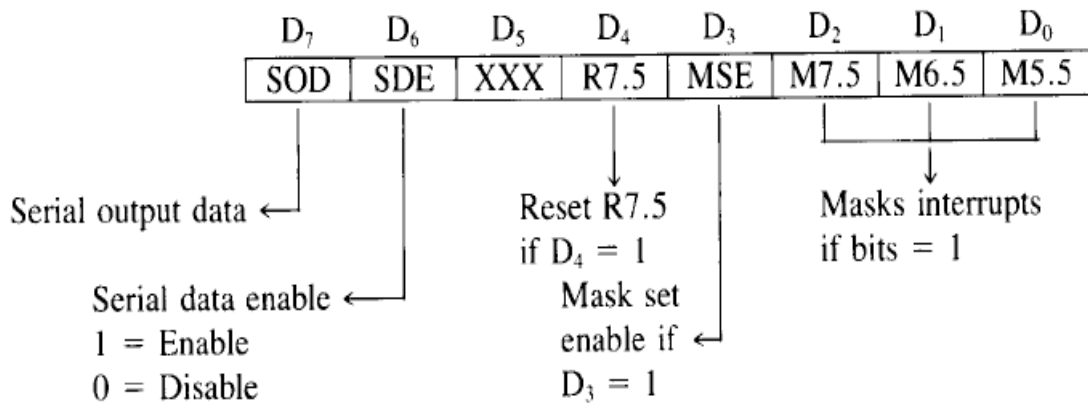 D₇ D₆ D₅ D₄ D₃ D₂ D₁ D₀
SOD SDE XXX R7.5 MSE M7.5 M6.5 M5.5
Serial output data
Reset R7.5
if D₄ = 1
Masks interrupts
if bits = 1
Serial data enable
1 = Enable
0 = Disable
Mask set
enable if
D₃ = 1